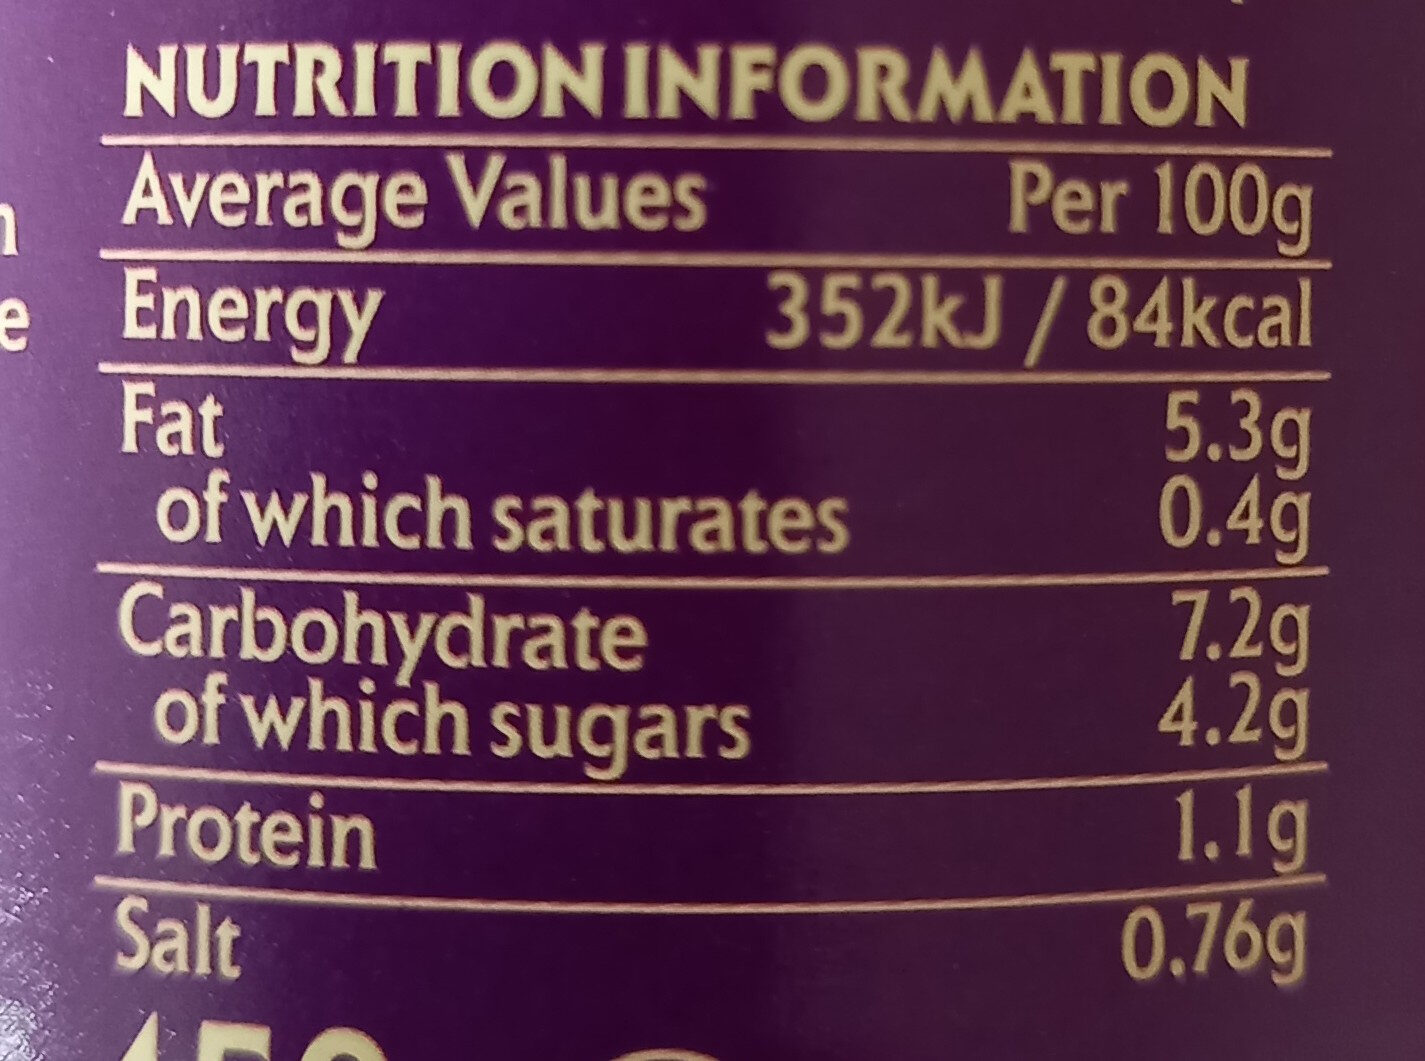 NUTRITION INFORMATION
Average Values Per 100g
Energy 352kJ / 84kcal
Fat 5.3g
of which saturates 0.4g
Carbohydrate 7.2g
of which sugars 4.2g
Protein 1.1g
Salt 0.76g